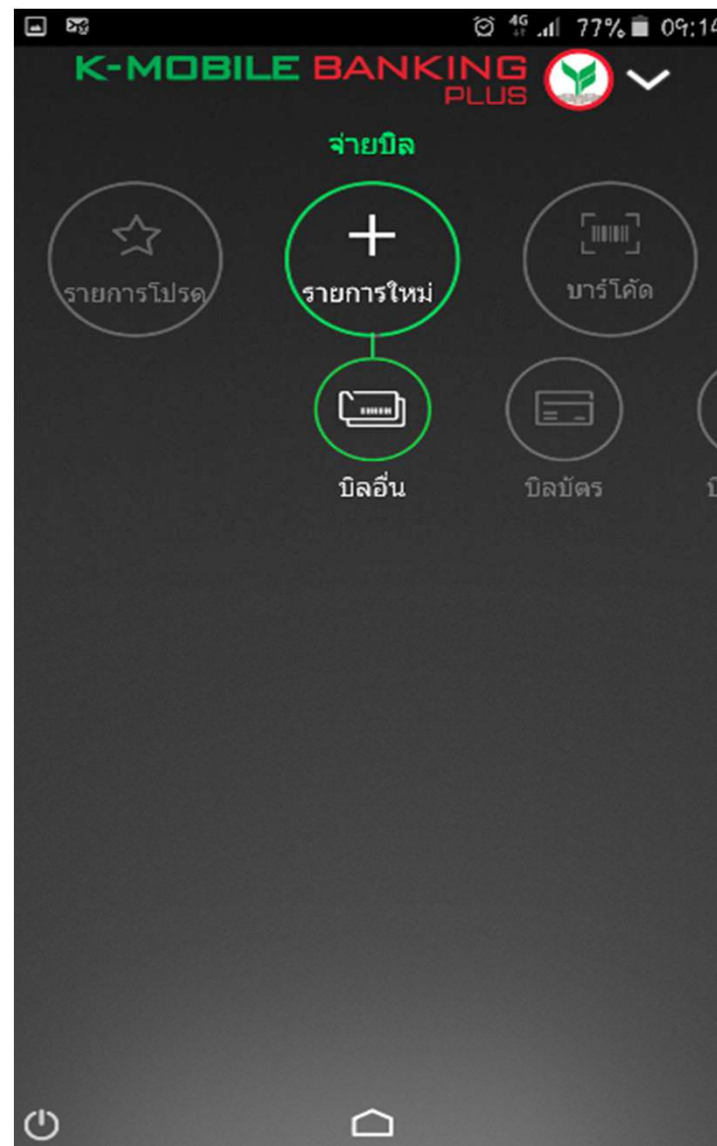 4G 77% 09:14
K-MOBILE BANKING
PLUS
จ่ายบิล
รายการโปรด รายการใหม่ บาร์โค้ด
บิลอื่น บิลบัตร